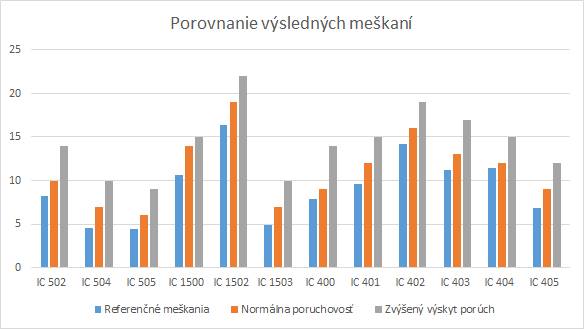 Porovnanie výsledných meškaní
25
20
15
10
5
0
IC 502 IC 504 IC 505 IC 1500 IC 1502 IC 1503 IC 400 IC 401 IC 402 IC 403 IC 404 IC 405
Referenčné meškania Normálna poruchovosť Zvýšený výskyt porúch